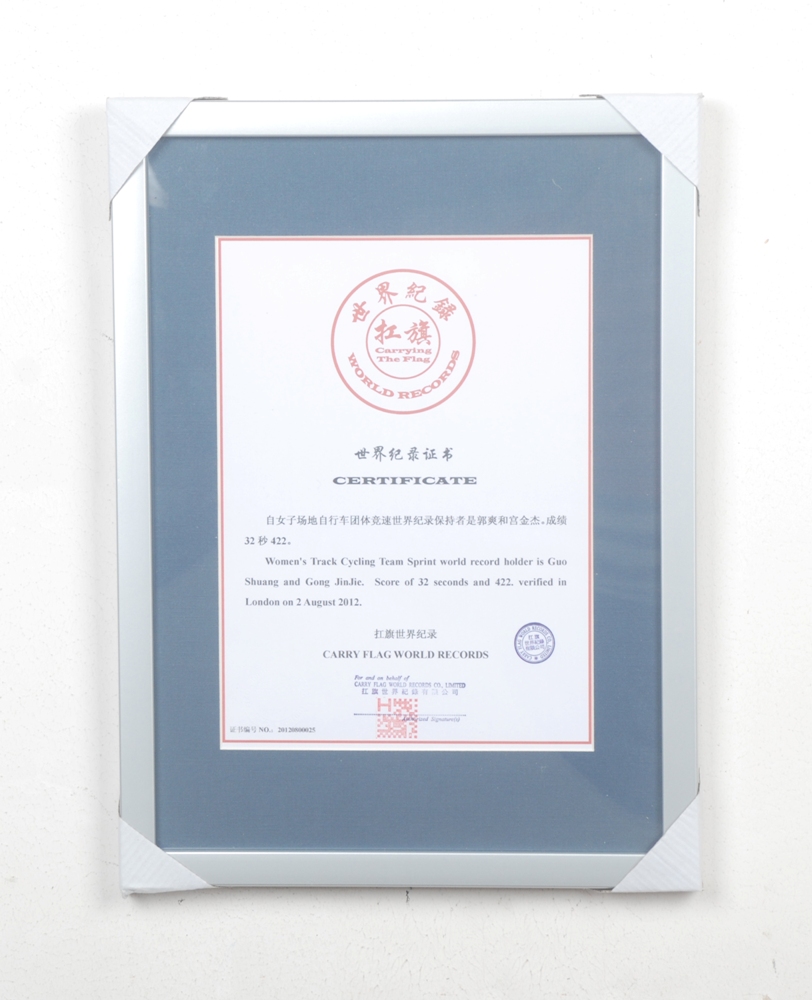 世界紀錄
扛旗
Carrying
The Flag
WORLD RECORDS
世界纪录证书
CERTIFICATE
自女子场地自行车团体竞速世界纪录保持者是郭爽和宫金杰。成绩
32 秒 422。
Women's Track Cycling Team Sprint world record holder is Guo
Shuang and Gong JinJie. Score of 32 seconds and 422. verified in
London on 2 August 2012.
扛旗世界纪录
CARRY FLAG WORLD RECORDS
For and on behalf of
CARRY FLAG WORLD RECORDS CO., LIMITED
扛旗世界紀錄有限公司
Authorized Signature(s)
证书编号 NO.. 20120800025